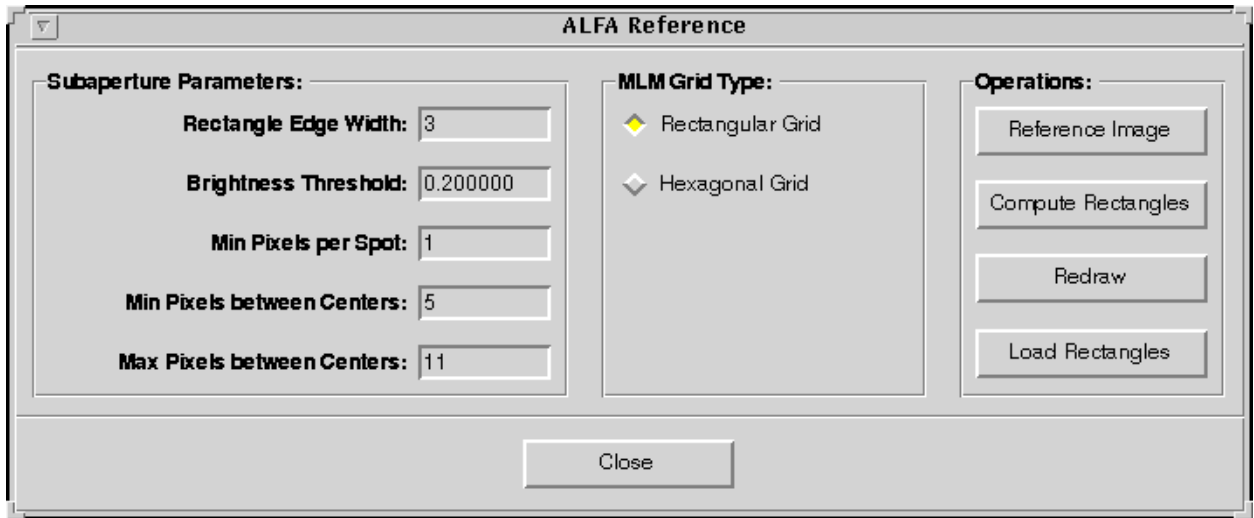 ALFA Reference
Subaperture Parameters:
Rectangle Edge Width: 3
Brightness Threshold: 0.200000
Min Pixels per Spot: 1
Min Pixels between Centers: 5
Max Pixels between Centers: 11
MLM Grid Type:
Rectangular Grid
Hexagonal Grid
Operations:
Reference Image
Compute Rectangles
Redraw
Load Rectangles
Close